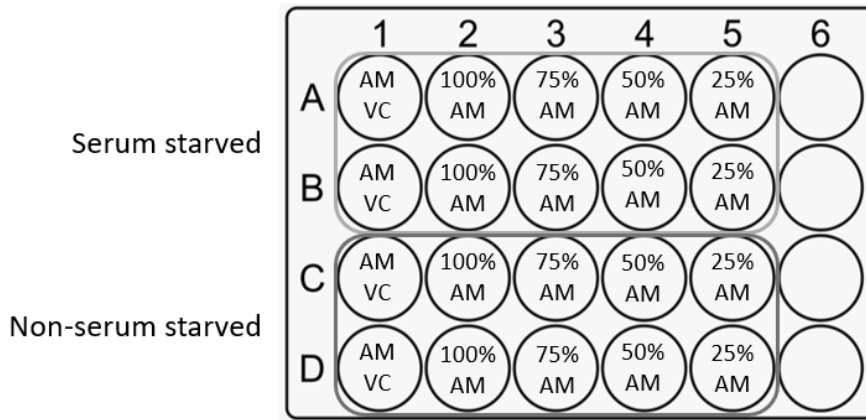 1 2 3 4 5 6
Serum starved
A
AM VC
100% AM
75% AM
50% AM
25% AM
B
AM VC
100% AM
75% AM
50% AM
25% AM
Non-serum starved
C
AM VC
100% AM
75% AM
50% AM
25% AM
D
AM VC
100% AM
75% AM
50% AM
25% AM